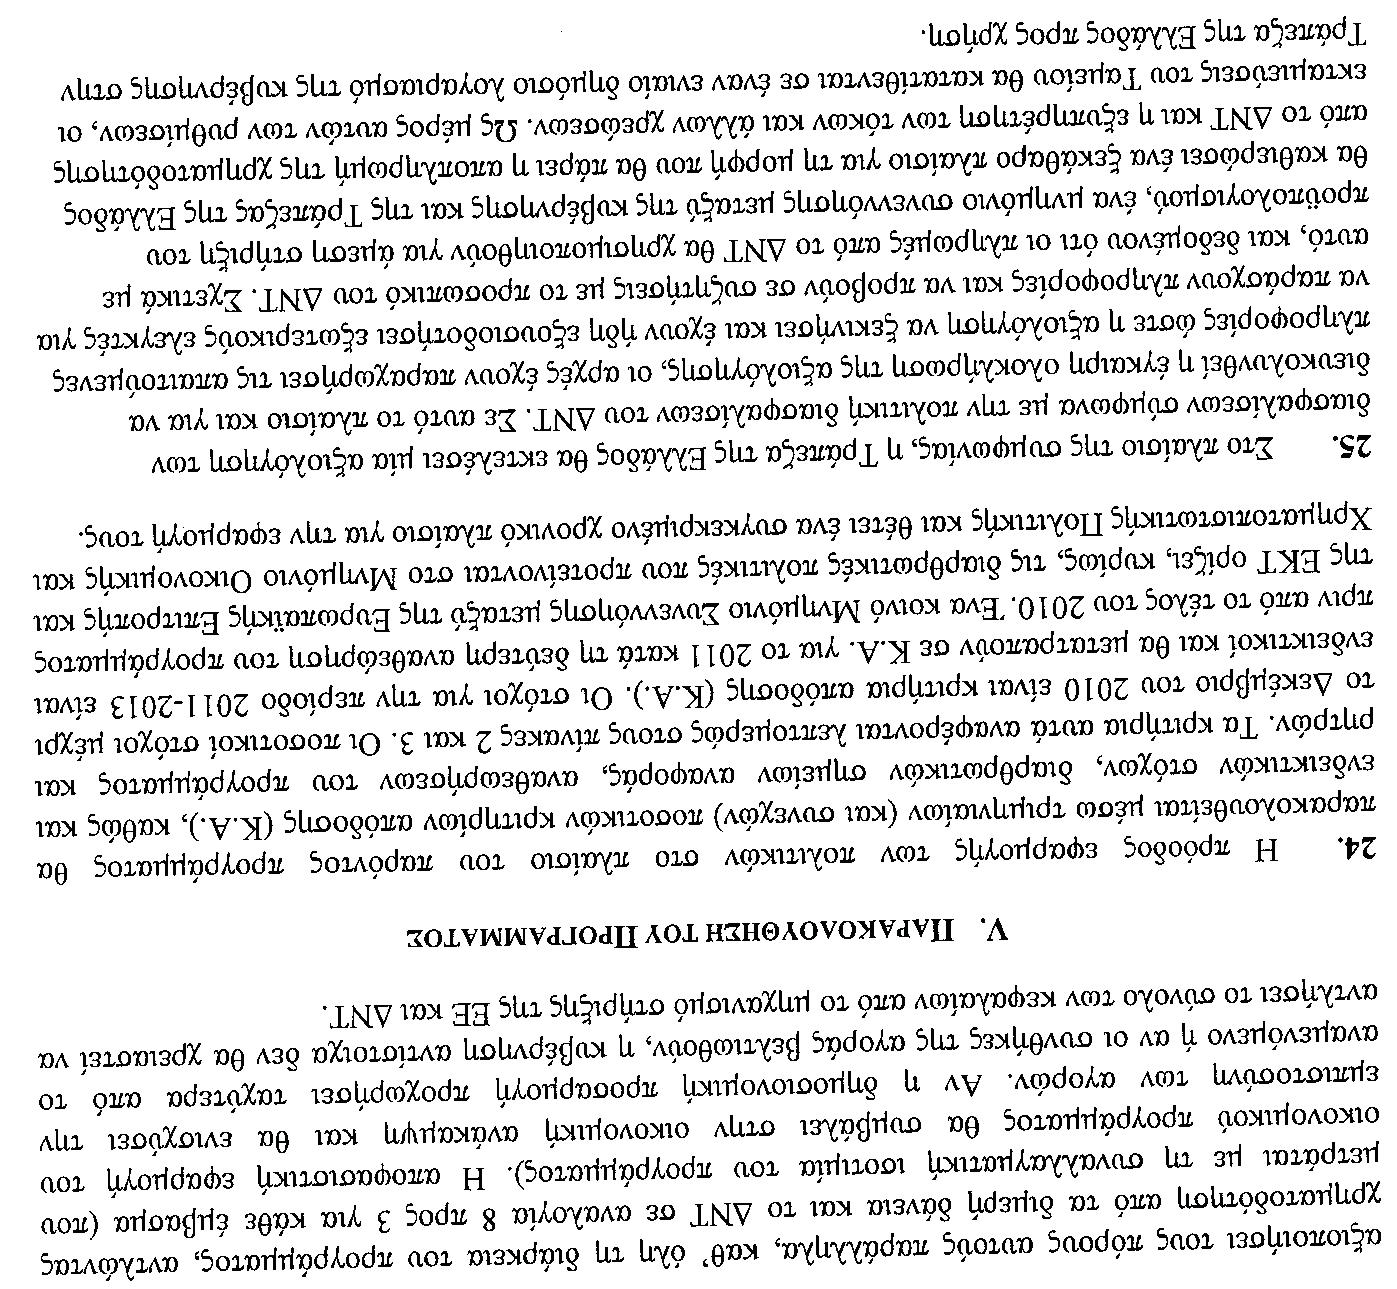 αξιοποιήσει τους πόρους αυτούς παράλληλα, καθ’ όλη τη διάρκεια του προγράμματος, αντλώντας
χρηματοδότηση από τα διμερή δάνεια και το ΔΝΤ σε αναλογία 8 προς 3 για κάθε έμβασμα (που
μετράται με τη συναλλαγματική ισοτιμία του προγράμματος). Η αποφασιστική εφαρμογή του
οικονομικού προγράμματος θα συμβάλει στην οικονομική ανάκαμψη και θα ενισχύσει την
εμπιστοσύνη των αγορών. Αν η δημοσιονομική προσαρμογή προχωρήσει ταχύτερα από το
αναμενόμενο ή αν οι συνθήκες της αγοράς βελτιωθούν, η κυβέρνηση αντίστοιχα δεν θα χρειαστεί να
αντλήσει το σύνολο των κεφαλαίων από το μηχανισμό στήριξης της ΕΕ και ΔΝΤ.
V. ΠΑΡΑΚΟΛΟΥΘΗΣΗ ΤΟΥ ΠΡΟΓΡΑΜΜΑΤΟΣ
24. Η πρόοδος εφαρμογής των πολιτικών στο πλαίσιο του παρόντος προγράμματος θα
παρακολουθείται μέσω τριμηνιαίων (και συνεχών) ποσοτικών κριτηρίων απόδοσης (Κ.Α.), καθώς και
ενδεικτικών στόχων, διαρθρωτικών σημείων αναφοράς, αναθεωρήσεων του προγράμματος και
ρητρών. Τα κριτήρια αυτά αναφέρονται λεπτομερώς στους πίνακες 2 και 3. Οι ποσοτικοί στόχοι μέχρι
το Δεκέμβριο του 2010 είναι κριτήρια απόδοσης (Κ.Α.). Οι στόχοι για την περίοδο 2011-2013 είναι
ενδεικτικοί και θα μετατραπούν σε Κ.Α. για το 2011 κατά τη δεύτερη αναθεώρηση του προγράμματος
πριν από το τέλος του 2010. Ένα κοινό Μνημόνιο Συνεννόησης μεταξύ της Ευρωπαϊκής Επιτροπής και
της ΕΚΤ ορίζει, κυρίως, τις διαρθρωτικές πολιτικές που προτείνονται στο Μνημόνιο Οικονομικής και
Χρηματοπιστωτικής Πολιτικής και θέτει ένα συγκεκριμένο χρονικό πλαίσιο για την εφαρμογή τους.
25. Στο πλαίσιο της συμφωνίας, η Τράπεζα της Ελλάδος θα εκτελέσει μία αξιολόγηση των
διασφαλίσεων σύμφωνα με την πολιτική διασφαλίσεων του ΔΝΤ. Σε αυτό το πλαίσιο και για να
διευκολυνθεί η έγκαιρη ολοκλήρωση της αξιολόγησης, οι αρχές έχουν παραχωρήσει τις απαιτούμενες
πληροφορίες ώστε η αξιολόγηση να ξεκινήσει και έχουν ήδη εξουσιοδοτήσει εξωτερικούς ελεγκτές για
να παράσχουν πληροφορίες και να προβούν σε συζητήσεις με το προσωπικό του ΔΝΤ. Σχετικά με
αυτό, και δεδομένου ότι οι πληρωμές από το ΔΝΤ θα χρησιμοποιηθούν για άμεση στήριξη του
προϋπολογισμού, ένα μνημόνιο συνεννόησης μεταξύ της κυβέρνησης και της Τράπεζας της Ελλάδος
θα καθιερώσει ένα ξεκάθαρο πλαίσιο για τη μορφή που θα πάρει η αποπληρωμή της χρηματοδότησης
από το ΔΝΤ και η εξυπηρέτηση των τόκων και άλλων χρεώσεων. Ως μέρος αυτών των ρυθμίσεων, οι
εκταμιεύσεις του Ταμείου θα κατατίθενται σε έναν ενιαίο δημόσιο λογαριασμό της κυβέρνησης στην
Τράπεζα της Ελλάδος προς χρήση.